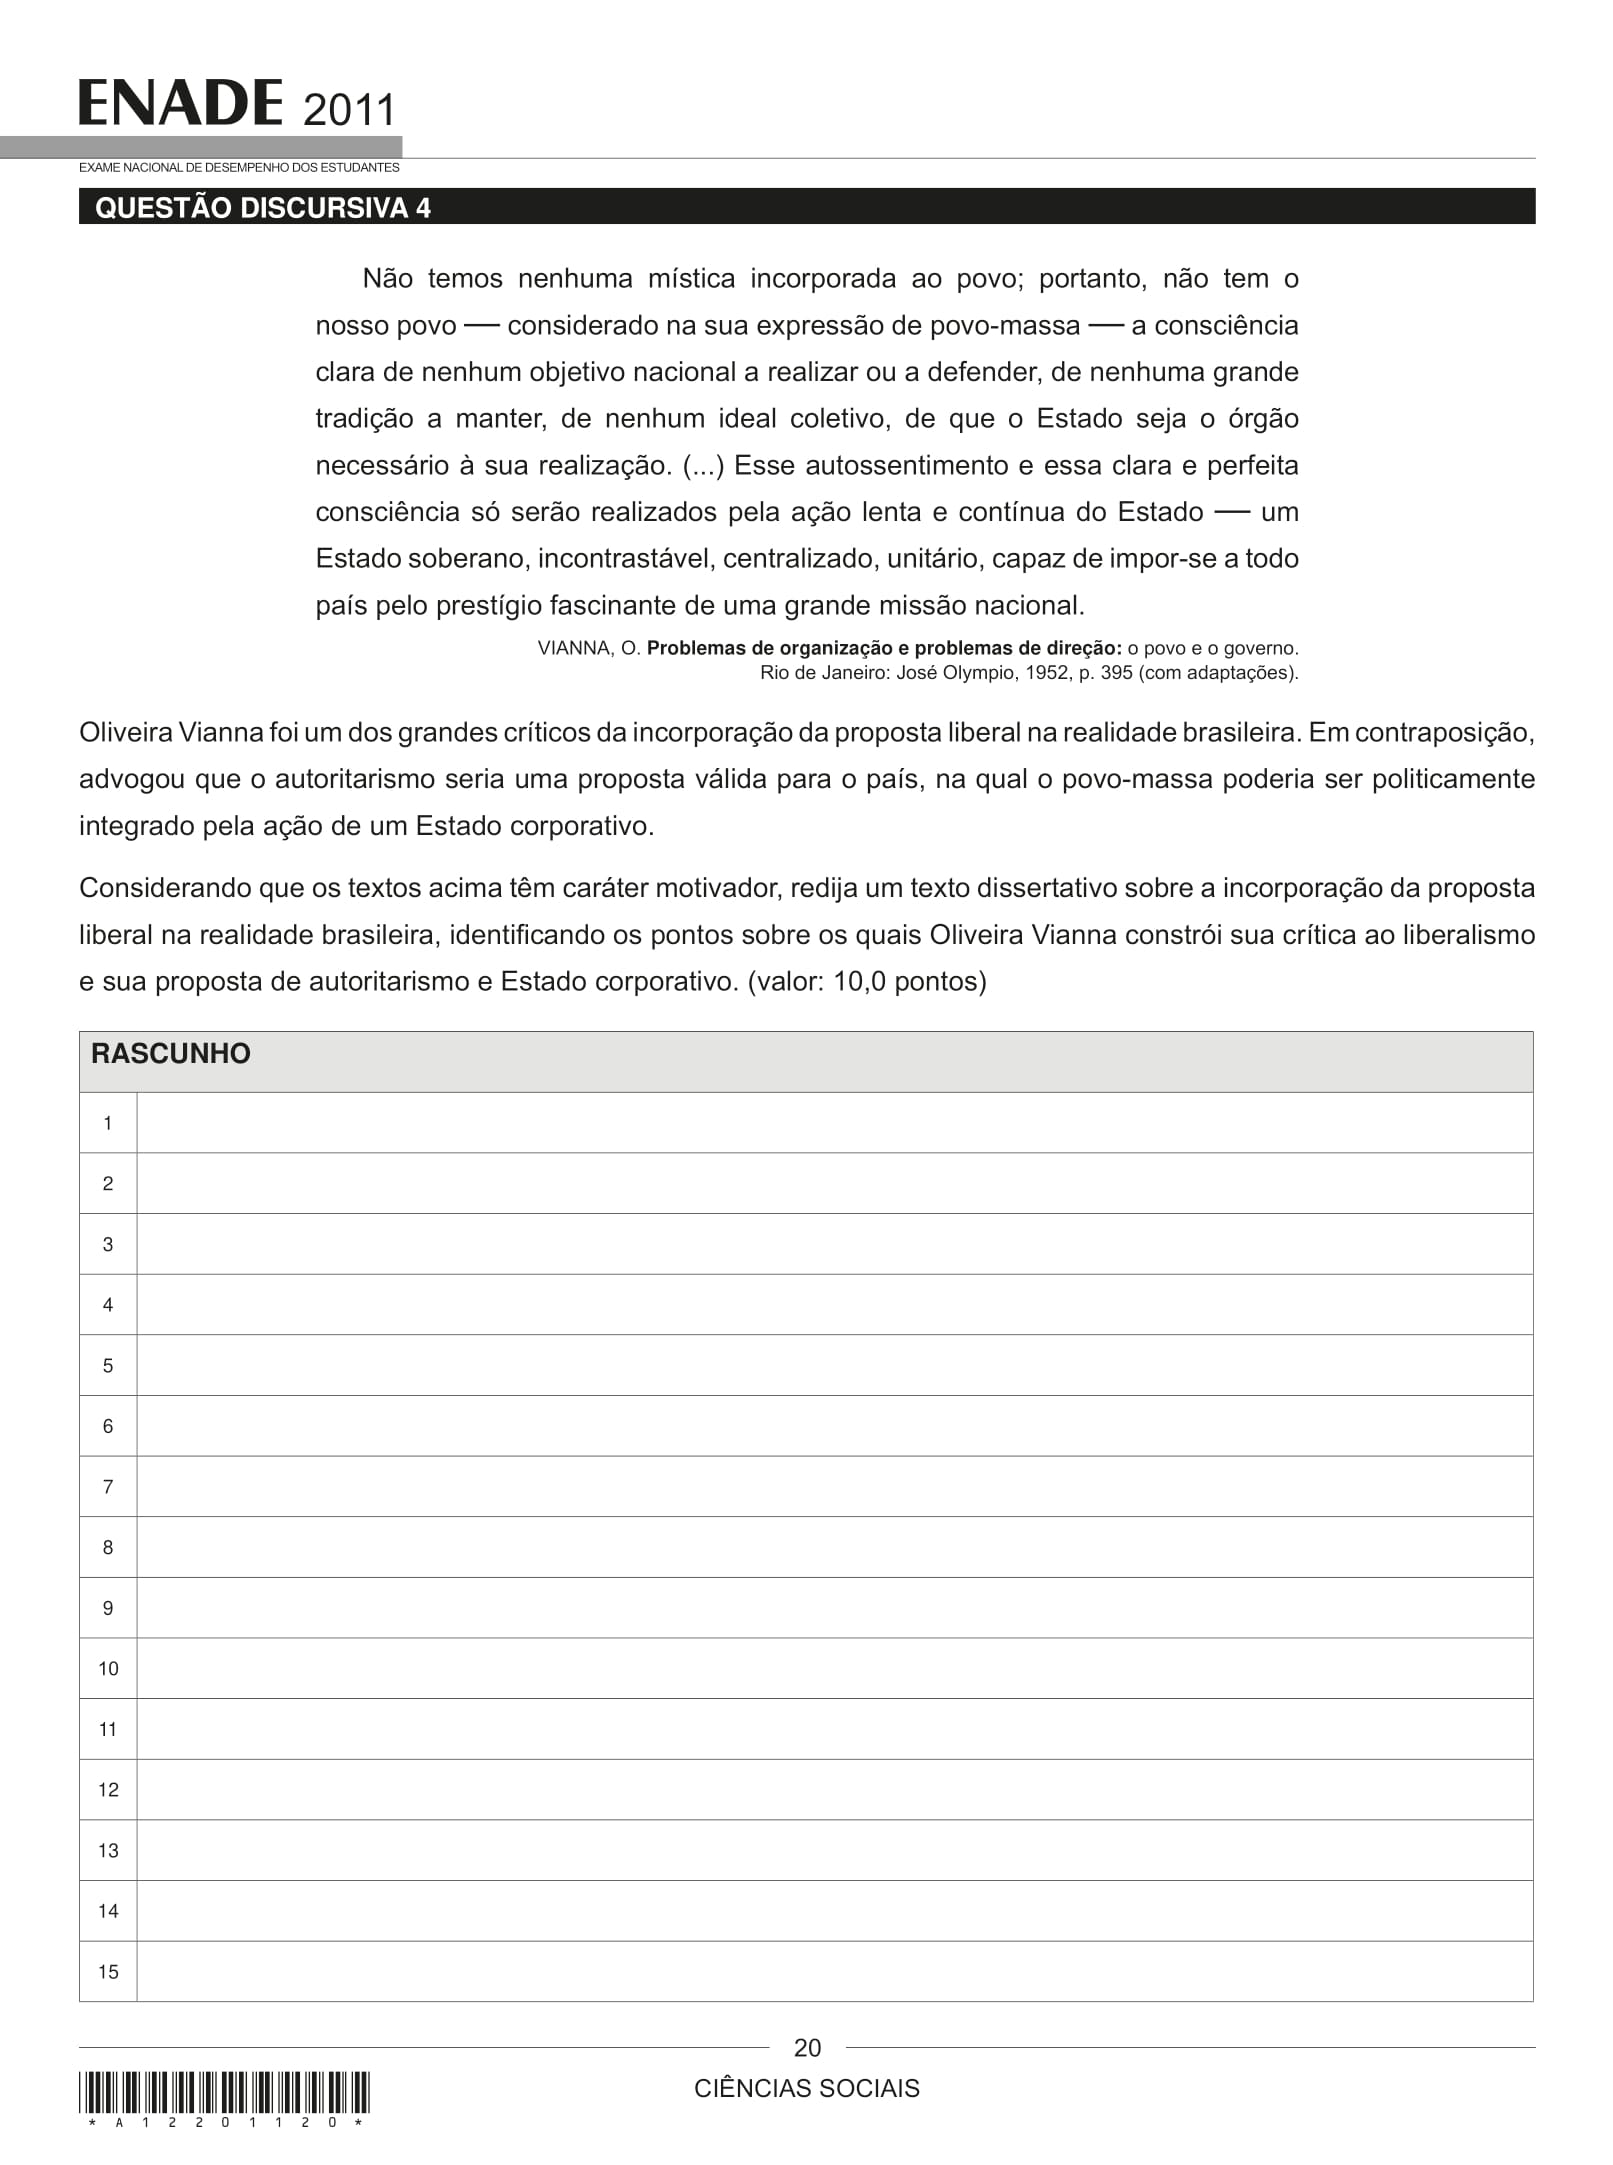 ENADE 2011
EXAME NACIONAL DE DESEMPENHO DOS ESTUDANTES
QUESTÃO DISCURSIVA 4
Não temos nenhuma mística incorporada ao povo; portanto, não tem o
nosso povo — considerado na sua expressão de povo-massa — a consciência
clara de nenhum objetivo nacional a realizar ou a defender, de nenhuma grande
tradição a manter, de nenhum ideal coletivo, de que o Estado seja o órgão
necessário à sua realização. (...) Esse autossentimento e essa clara e perfeita
consciência só serão realizados pela ação lenta e contínua do Estado — um
Estado soberano, incontrastável, centralizado, unitário, capaz de impor-se a todo
país pelo prestígio fascinante de uma grande missão nacional.
VIANNA, O. Problemas de organização e problemas de direção: o povo e o governo.
Rio de Janeiro: José Olympio, 1952, p. 395 (com adaptações).
Oliveira Vianna foi um dos grandes críticos da incorporação da proposta liberal na realidade brasileira. Em contraposição,
advogou que o autoritarismo seria uma proposta válida para o país, na qual o povo-massa poderia ser politicamente
integrado pela ação de um Estado corporativo.
Considerando que os textos acima têm caráter motivador, redija um texto dissertativo sobre a incorporação da proposta
liberal na realidade brasileira, identificando os pontos sobre os quais Oliveira Vianna constrói sua crítica ao liberalismo
e sua proposta de autoritarismo e Estado corporativo. (valor: 10,0 pontos)
RASCUNHO
1
2
3
4
5
6
7
8
9
10
11
12
13
14
15
20
CIÊNCIAS SOCIAIS
* A 1 2 2 0 1 1 2 0 *